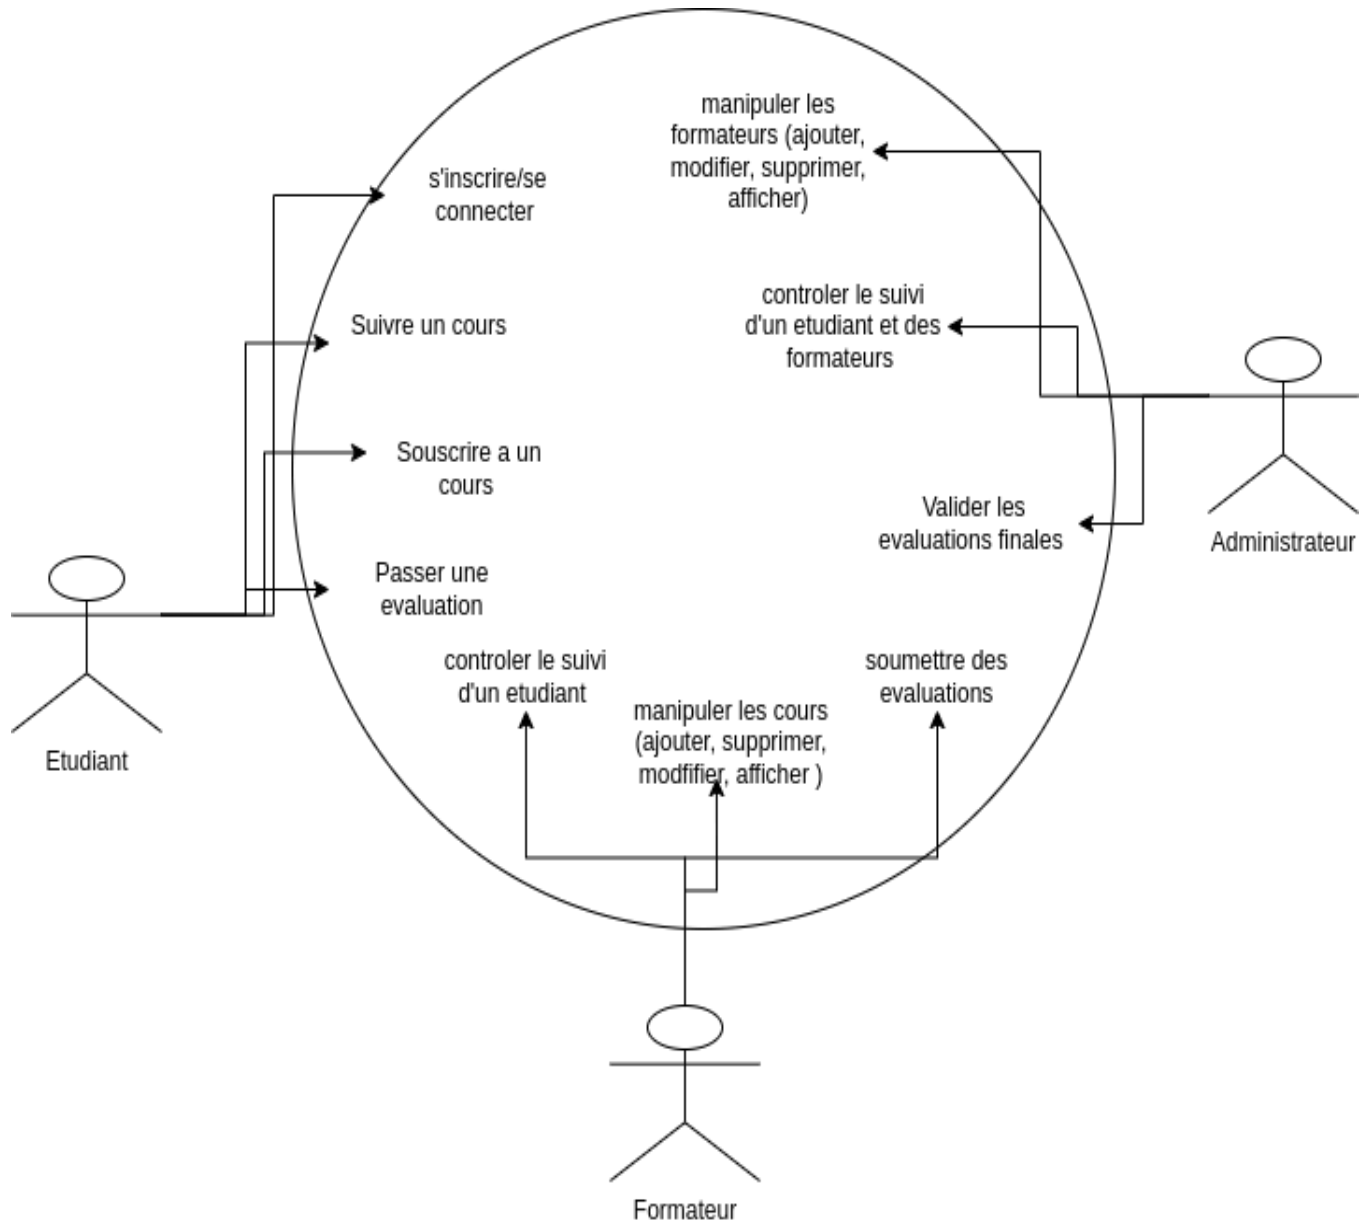 manipuler les
formateurs (ajouter,
modifier, supprimer,
afficher)
s'inscrire/se
connecter
controler le suivi
d'un etudiant et des
formateurs
Suivre un cours
Souscrire a un
cours
Valider les
evaluations finales
Administrateur
Passer une
evaluation
controler le suivi
d'un etudiant
soumettre des
evaluations
manipuler les cours
(ajouter, supprimer,
modfifier, afficher )
Etudiant
Formateur